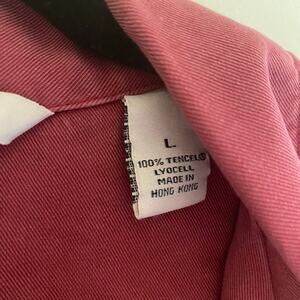 L
100% TENCEL®
LYOCELL
MADE IN
HONG KONG